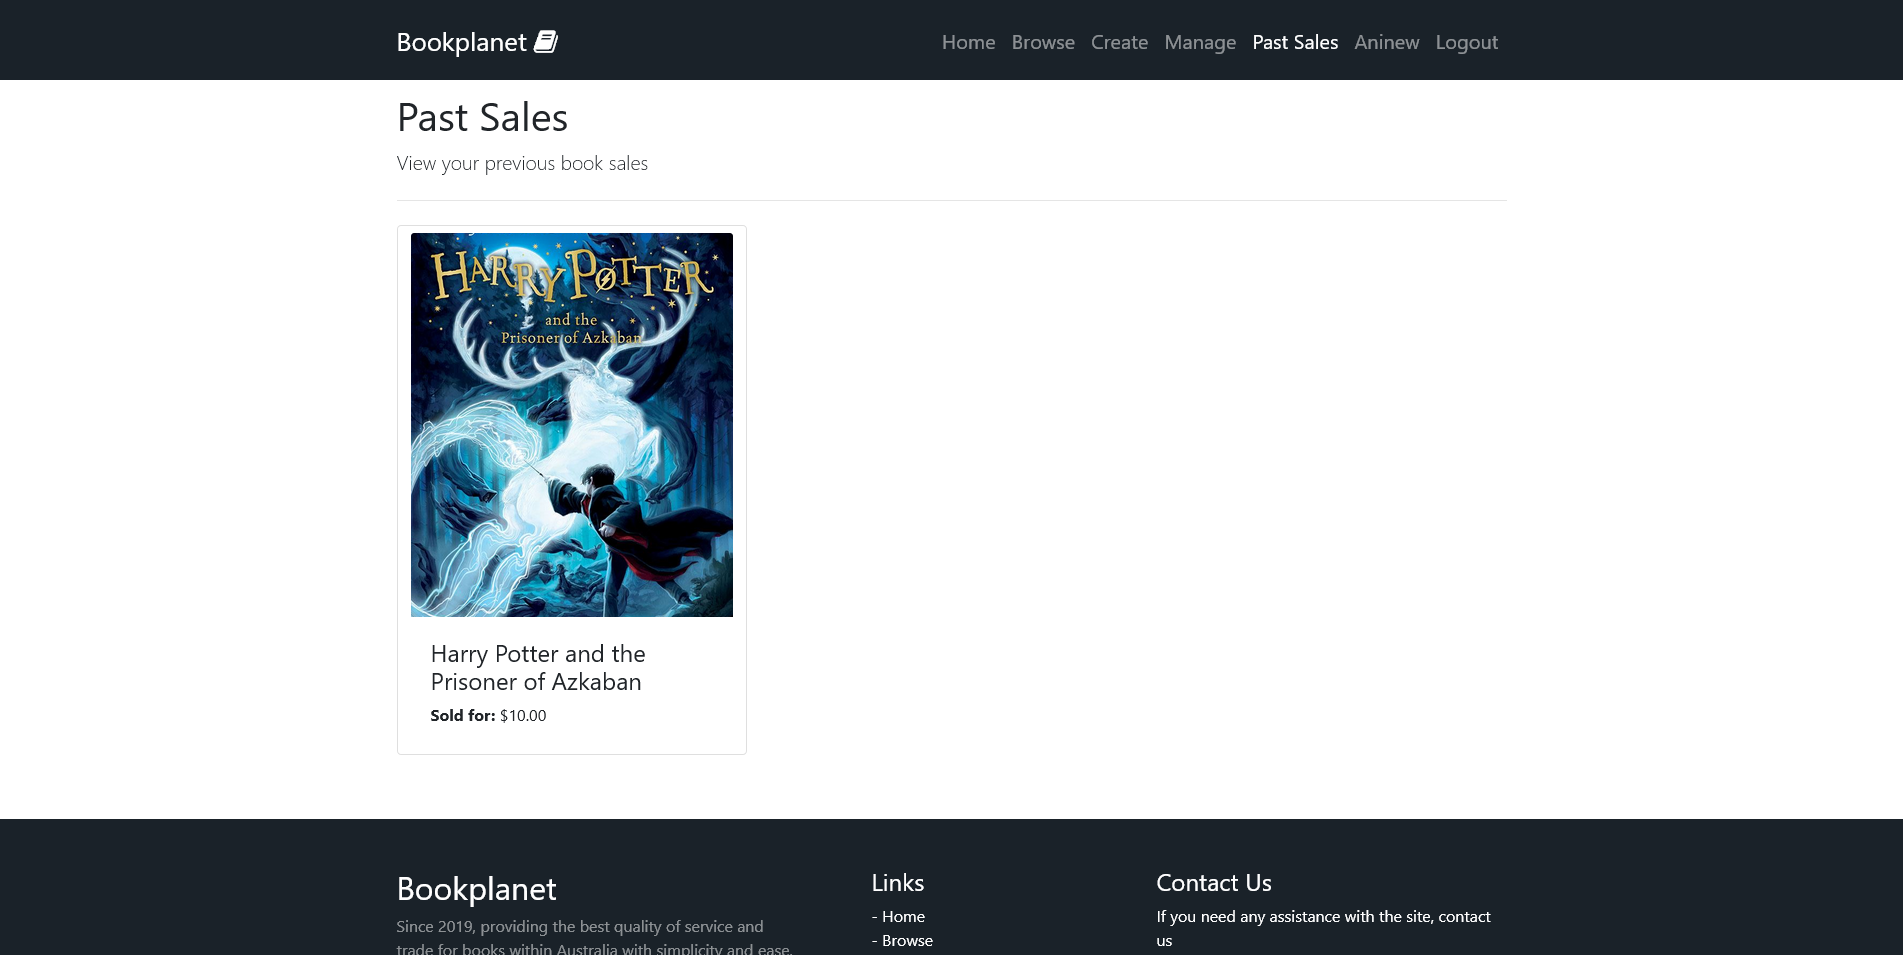 Bookplanet
Home Browse Create Manage Past Sales Aninew Logout
Past Sales
View your previous book sales
HARRY POTTER
and the
Prisoner of Azkaban
Harry Potter and the
Prisoner of Azkaban
Sold for: $10.00
Bookplanet
Since 2019, providing the best quality of service and
trade for books within Australia with simplicity and ease.
Links
- Home
- Browse
Contact Us
If you need any assistance with the site, contact
us